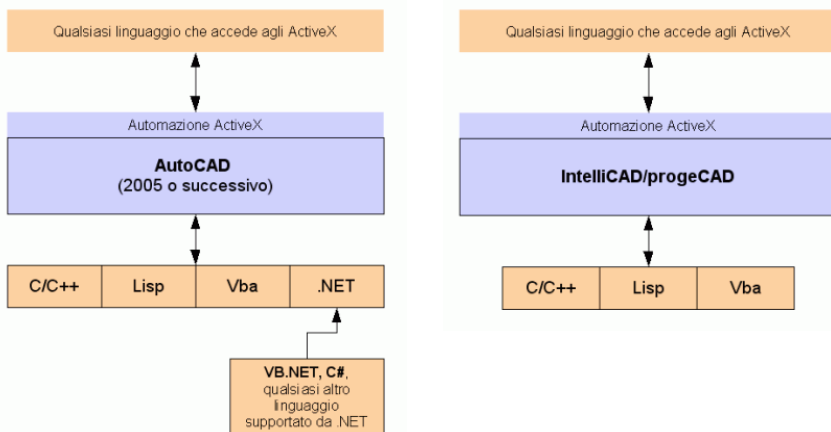 Qualsiasi linguaggio che accede agli ActiveX
Automazione ActiveX
AutoCAD
(2005 o successivo)
C/C++
Lisp
Vba
.NET
VB.NET, C#,
qualsiasi altro
linguaggio
supportato da .NET
Qualsiasi linguaggio che accede agli ActiveX
Automazione ActiveX
IntelliCAD/progeCAD
C/C++
Lisp
Vba